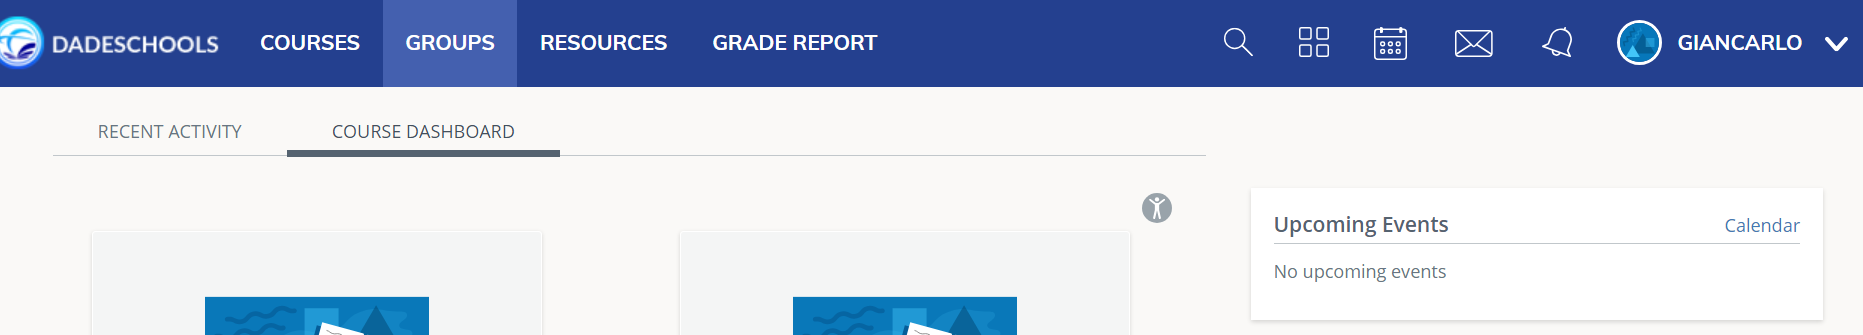 DADESCHOOLS COURSES GROUPS RESOURCES GRADE REPORT GIANCARLO
RECENT ACTIVITY COURSE DASHBOARD
Upcoming Events Calendar
No upcoming events